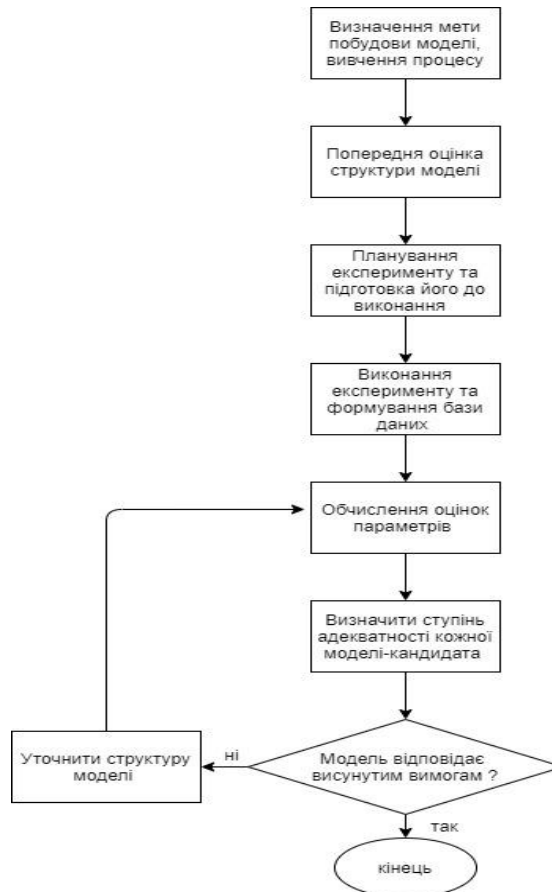 Визначення мети
побудови моделі,
вивчення процесу
Попередня оцінка
структури моделі
Планування
експерименту та
підготовка його до
виконання
Виконання
експерименту та
формування бази
даних
Обчислення оцінок
параметрів
Визначити ступінь
адекватності кожної
моделі-кандидата
Модель відповідає
висунутим вимогам ?
ні
Уточнити структуру
моделі
так
кінець